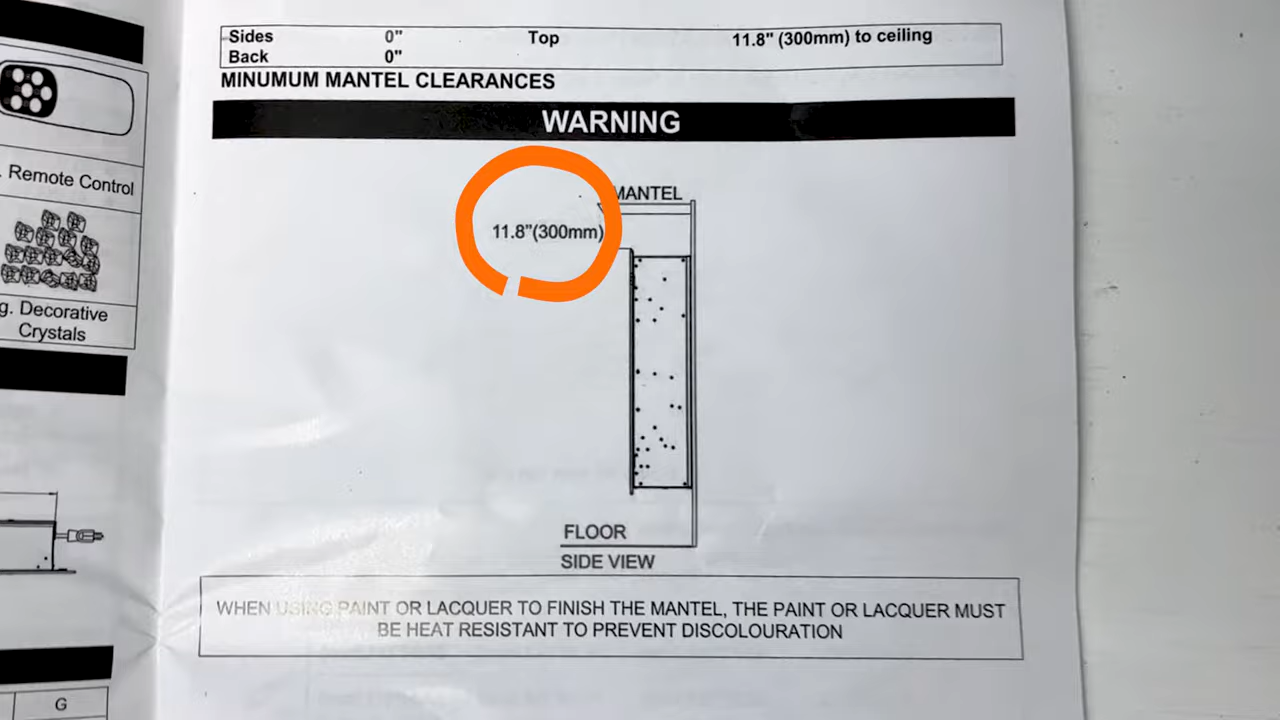 Sides 0" Top 11.8" (300mm) to ceiling
Back 0"
MINUMUM MANTEL CLEARANCES
WARNING
MANTEL
11.8"(300mm)
FLOOR
SIDE VIEW
WHEN USING PAINT OR LACQUER TO FINISH THE MANTEL, THE PAINT OR LACQUER MUST
BE HEAT RESISTANT TO PREVENT DISCOLOURATION
. Remote Control
g. Decorative
Crystals
G